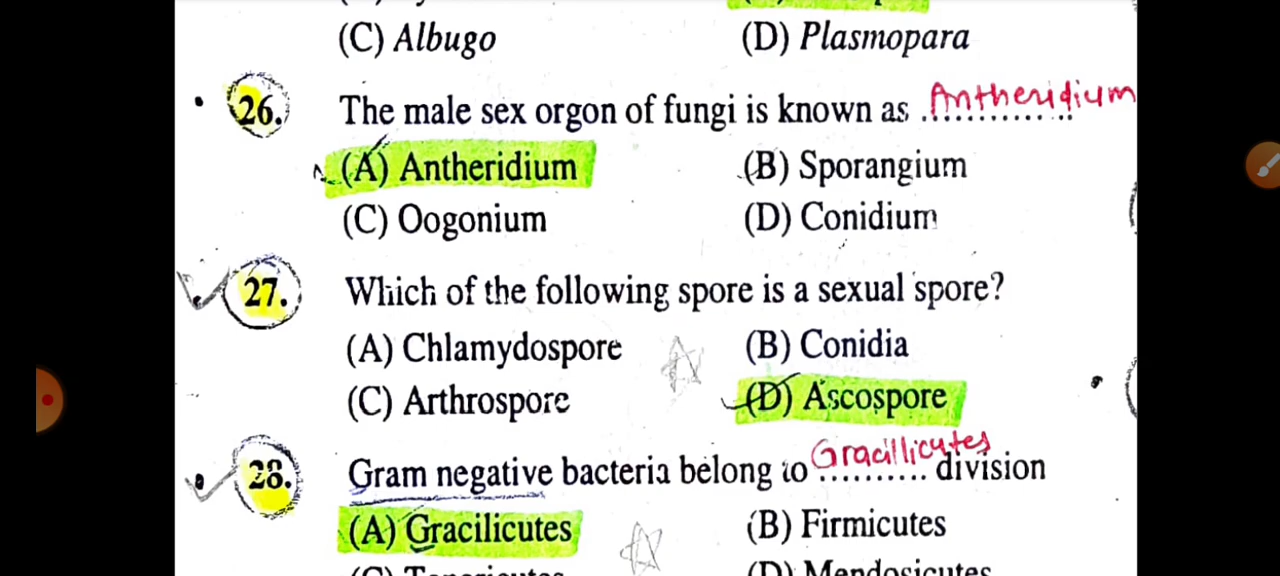 (C) Albugo (D) Plasmopara
26. The male sex orgon of fungi is known as Antheridium .............
(A) Antheridium (B) Sporangium
(C) Oogonium (D) Conidium
27. Which of the following spore is a sexual spore?
(A) Chlamydospore (B) Conidia
(C) Arthrospore (D) Ascospore
28. Gram negative bacteria belong to Gracillicutes .......... division
(A) Gracilicutes (B) Firmicutes
(D) Mendosicutes